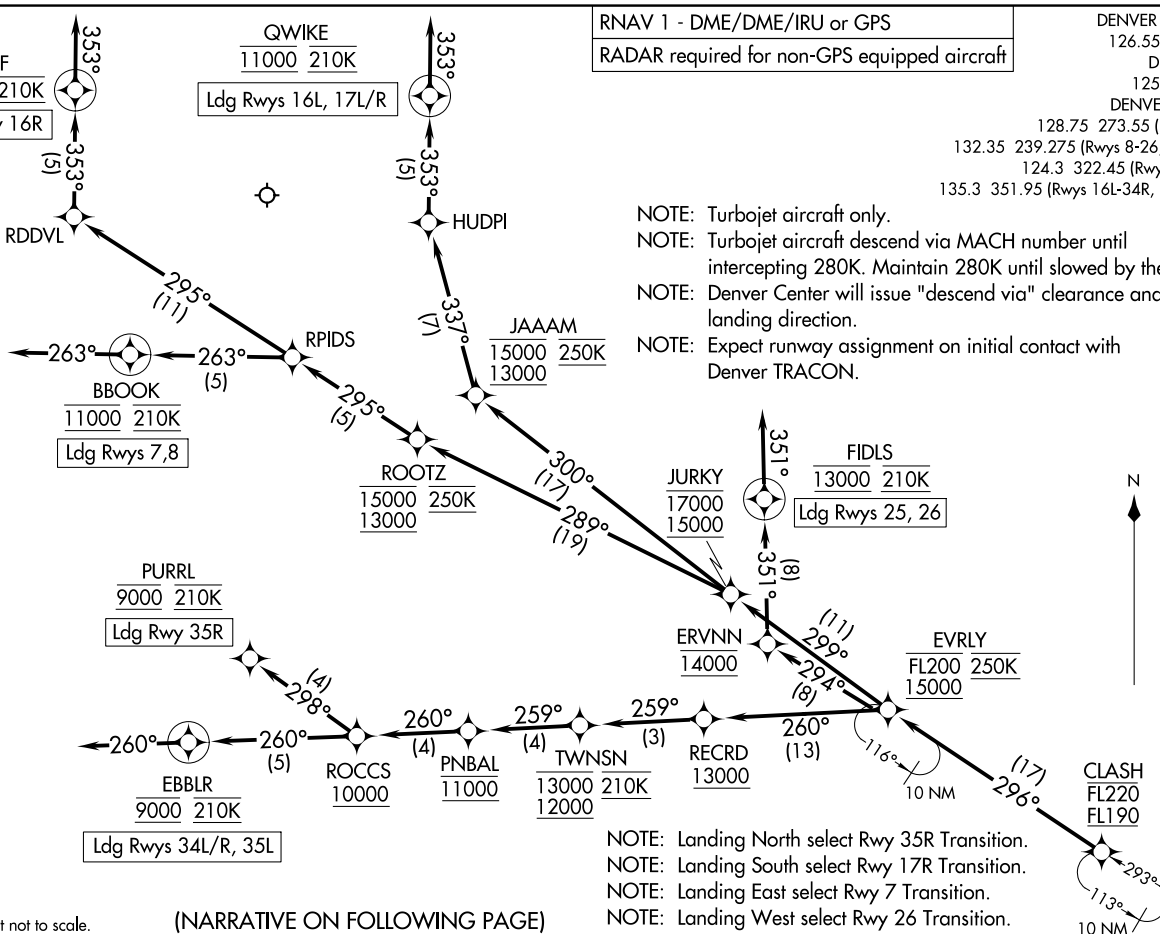 RNAV 1 - DME/DME/IRU or GPS
RADAR required for non-GPS equipped aircraft
DENVER
126.55
D
125
DENVE
128.75 273.55 (
132.35 239.275 (Rwys 8-26,
124.3 322.45 (Rwy
135.3 351.95 (Rwys 16L-34R,
353°
F
210K
y 16R
353°
(5)
RDDVL
QWIKE
11000 210K
Ldg Rwys 16L, 17L/R
353°
353°
(5)
HUDPI
NOTE: Turbojet aircraft only.
NOTE: Turbojet aircraft descend via MACH number until
intercepting 280K. Maintain 280K until slowed by the
NOTE: Denver Center will issue "descend via" clearance and
landing direction.
NOTE: Expect runway assignment on initial contact with
Denver TRACON.
295°
(11)
337°
(7)
JAAAM
15000 250K
13000
RPIDS
263°
263°
(5)
BBOOK
11000 210K
Ldg Rwys 7,8
295°
(5)
ROOTZ
15000 250K
13000
300°
(17)
289°
(19)
JURKY
17000
15000
351°
FIDLS
13000 210K
Ldg Rwys 25, 26
351°
(8)
N
PURRL
9000 210K
Ldg Rwy 35R
ERVNN
14000
(11)
299°
294°
(8)
EVRLY
FL200 250K
15000
(4)
298°
260°
260°
(5)
EBBLR
9000 210K
Ldg Rwys 34L/R, 35L
ROCCS
10000
260°
(4)
PNBAL
11000
259°
(4)
TWNSN
13000 210K
12000
259°
(3)
RECRD
13000
260°
(13)
116°
10 NM
(17)
296°
CLASH
FL220
FL190
293°
113°
10 NM
NOTE: Landing North select Rwy 35R Transition.
NOTE: Landing South select Rwy 17R Transition.
NOTE: Landing East select Rwy 7 Transition.
NOTE: Landing West select Rwy 26 Transition.
t not to scale.
(NARRATIVE ON FOLLOWING PAGE)